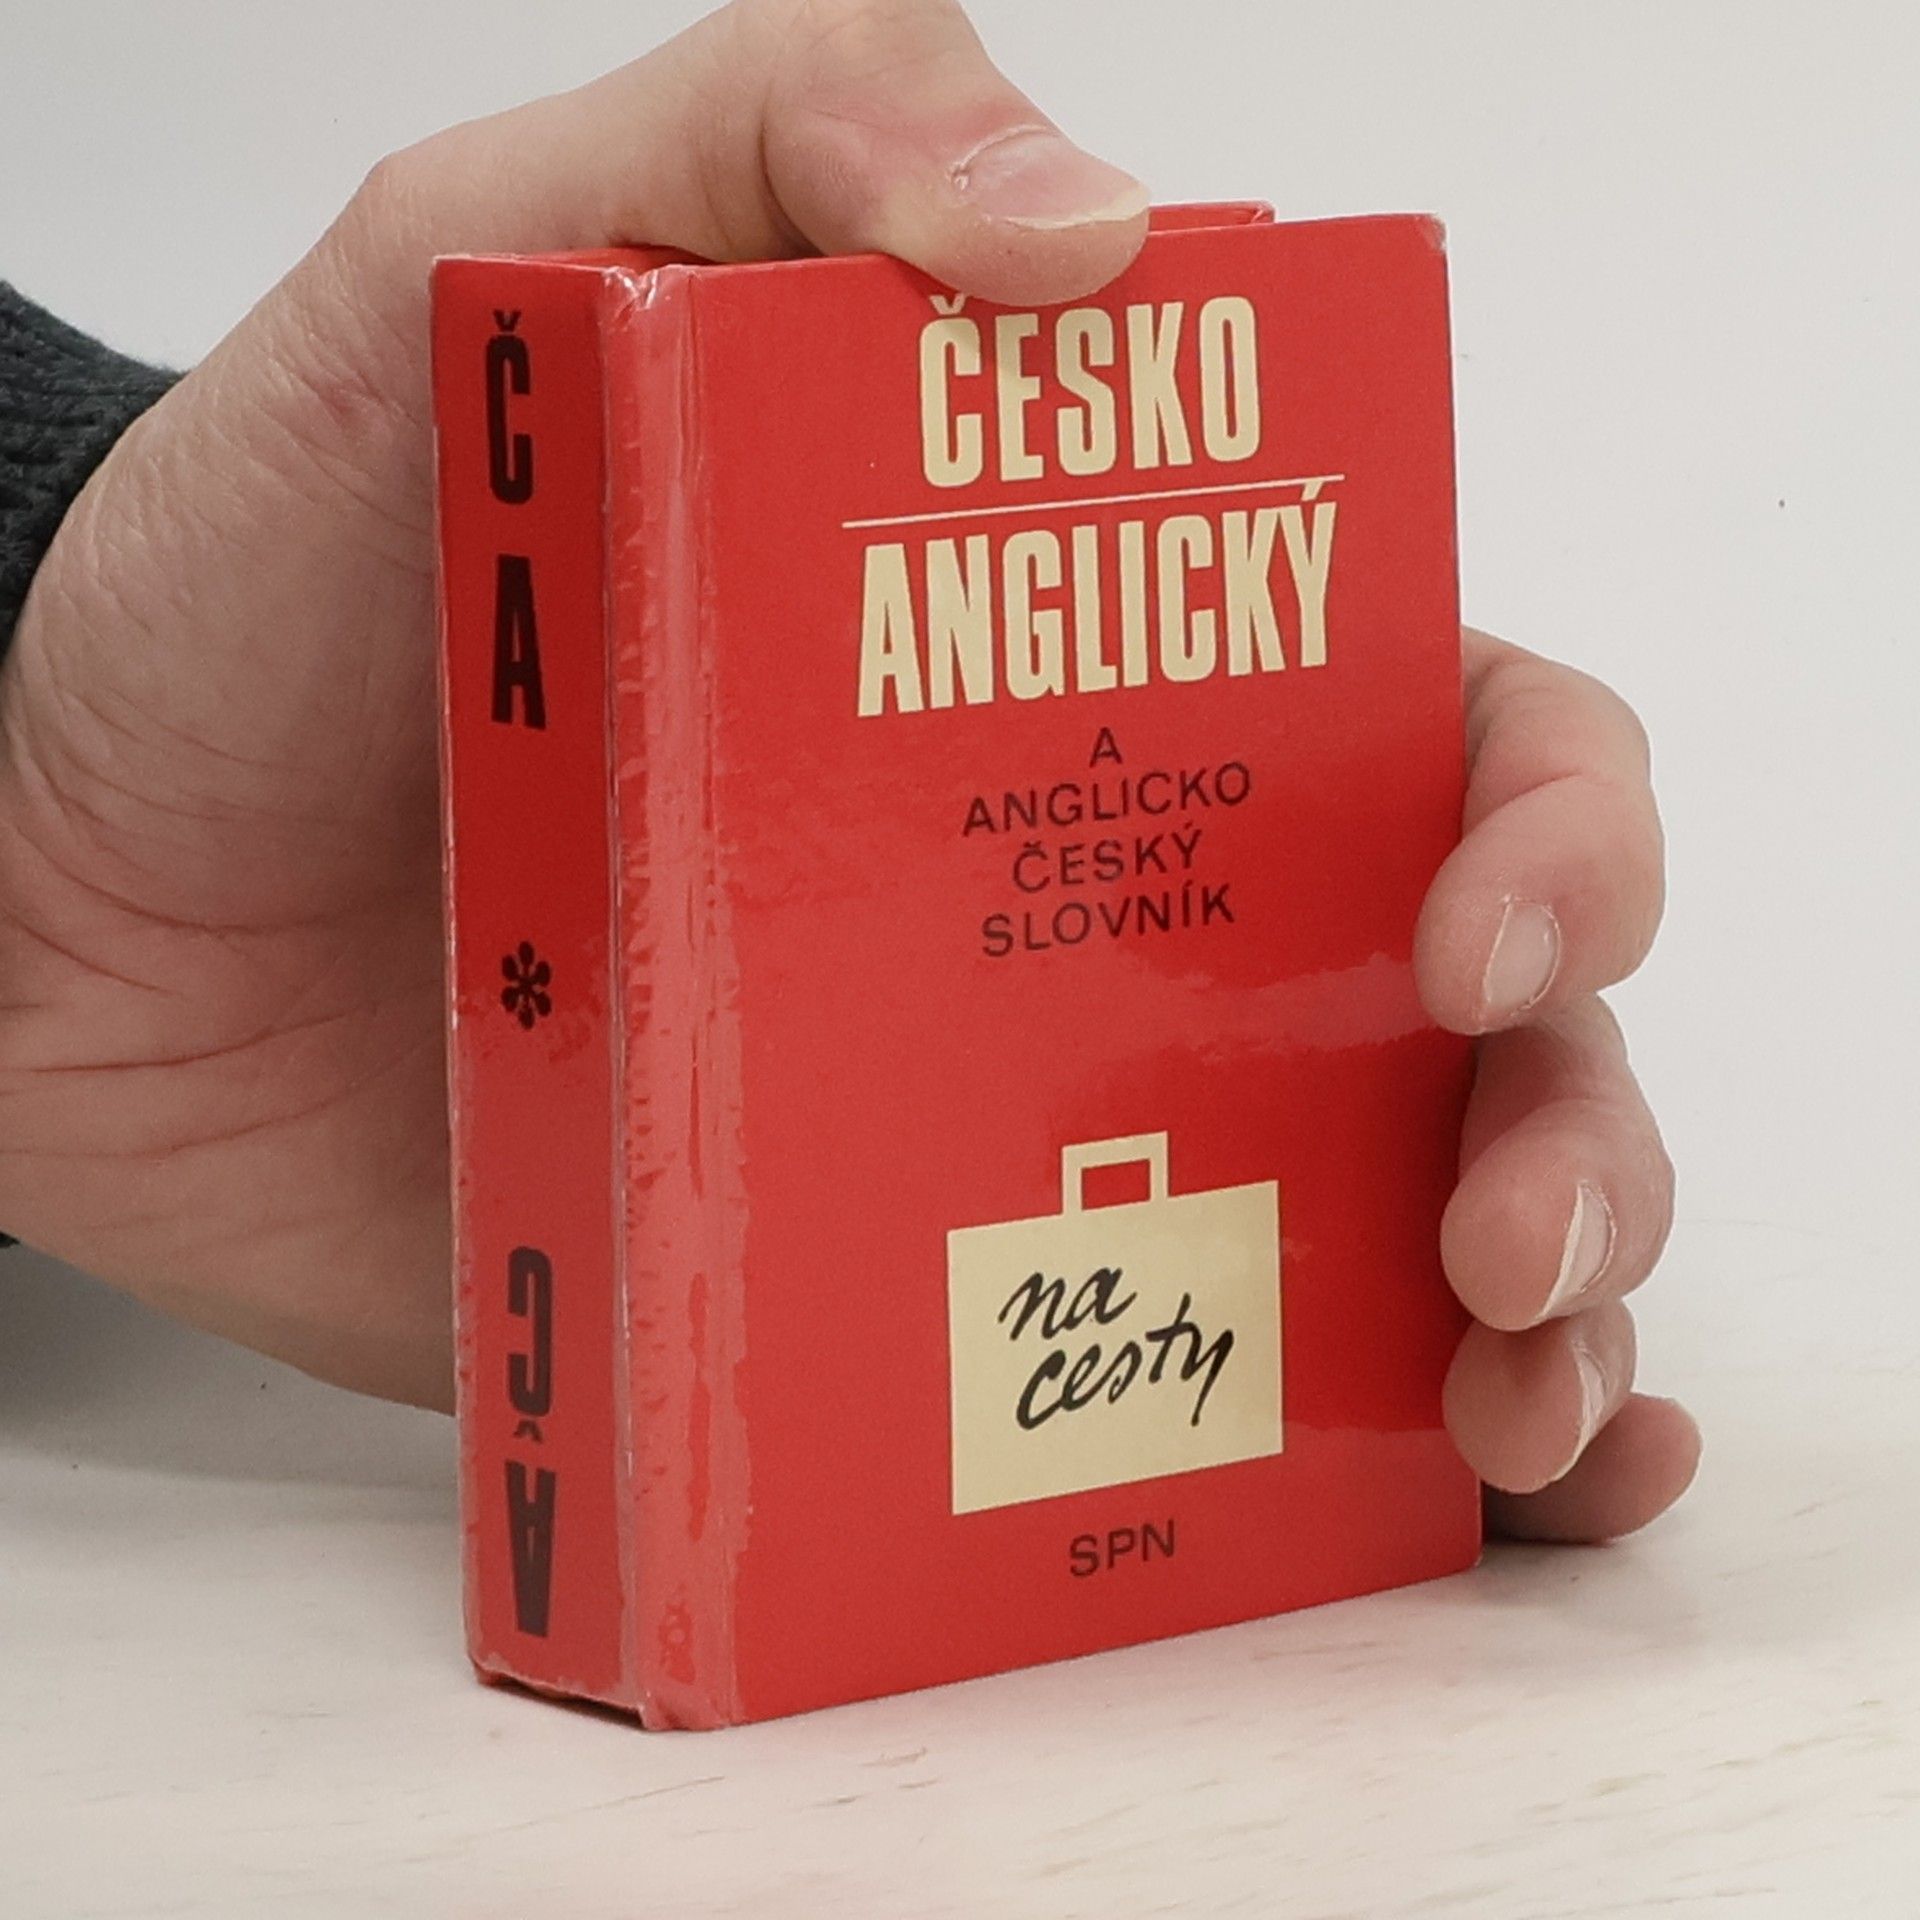 Č A * Č A
ČESKO
ANGLICKÝ
A
ANGLICKO
ČESKÝ
SLOVNÍK
na
cesty
SPN